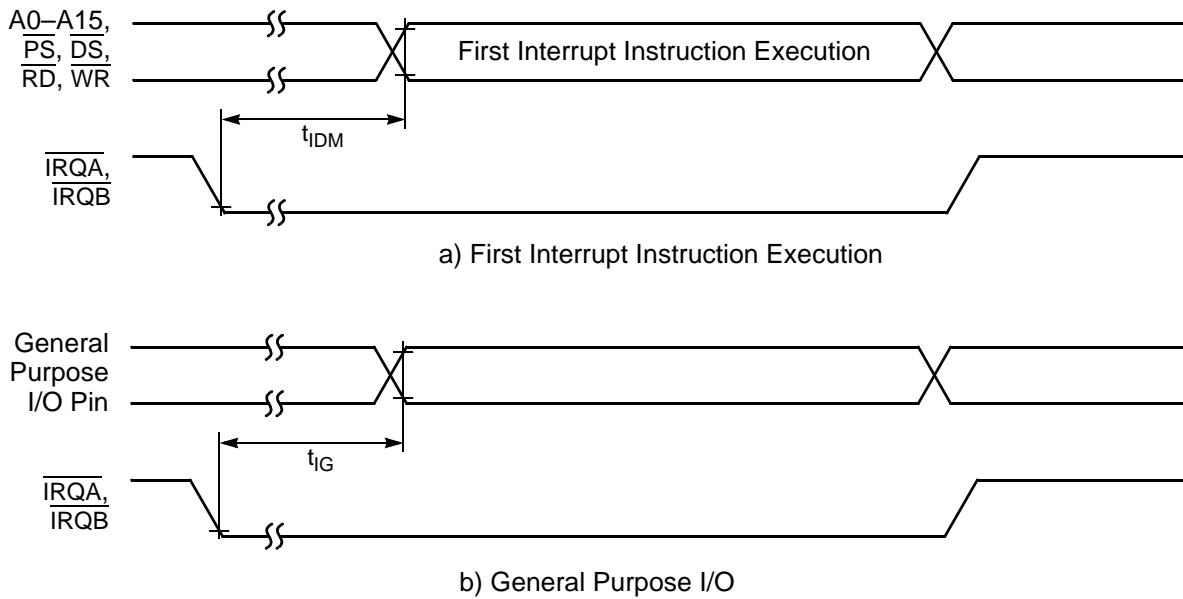 A0–A15,
PS, DS,
RD, WR
First Interrupt Instruction Execution
tIDM
IRQA,
IRQB
a) First Interrupt Instruction Execution
General
Purpose
I/O Pin
tIG
IRQA,
IRQB
b) General Purpose I/O